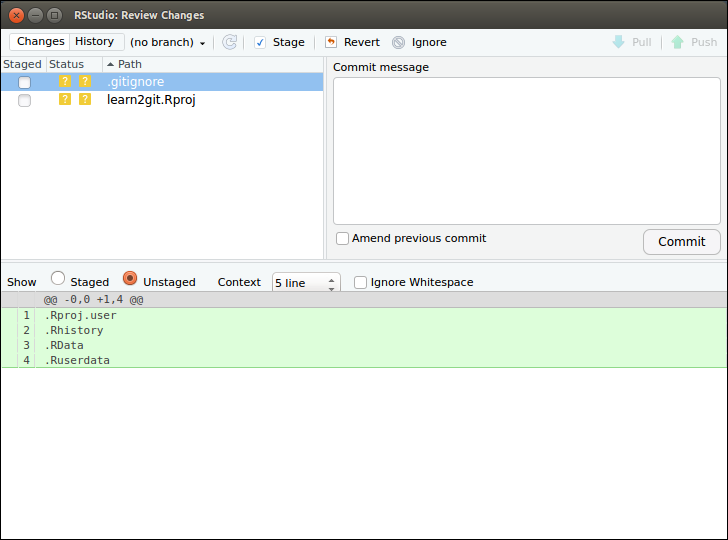 RStudio: Review Changes
Changes History (no branch) Stage Revert Ignore Pull Push
Staged Status Path
? ? .gitignore
? ? learn2git.Rproj
Commit message
Amend previous commit
Commit
Show Staged Unstaged Context 5 line Ignore Whitespace
@@ -0,0 +1,4 @@
1 .Rproj.user
2 .Rhistory
3 .RData
4 .Ruserdata